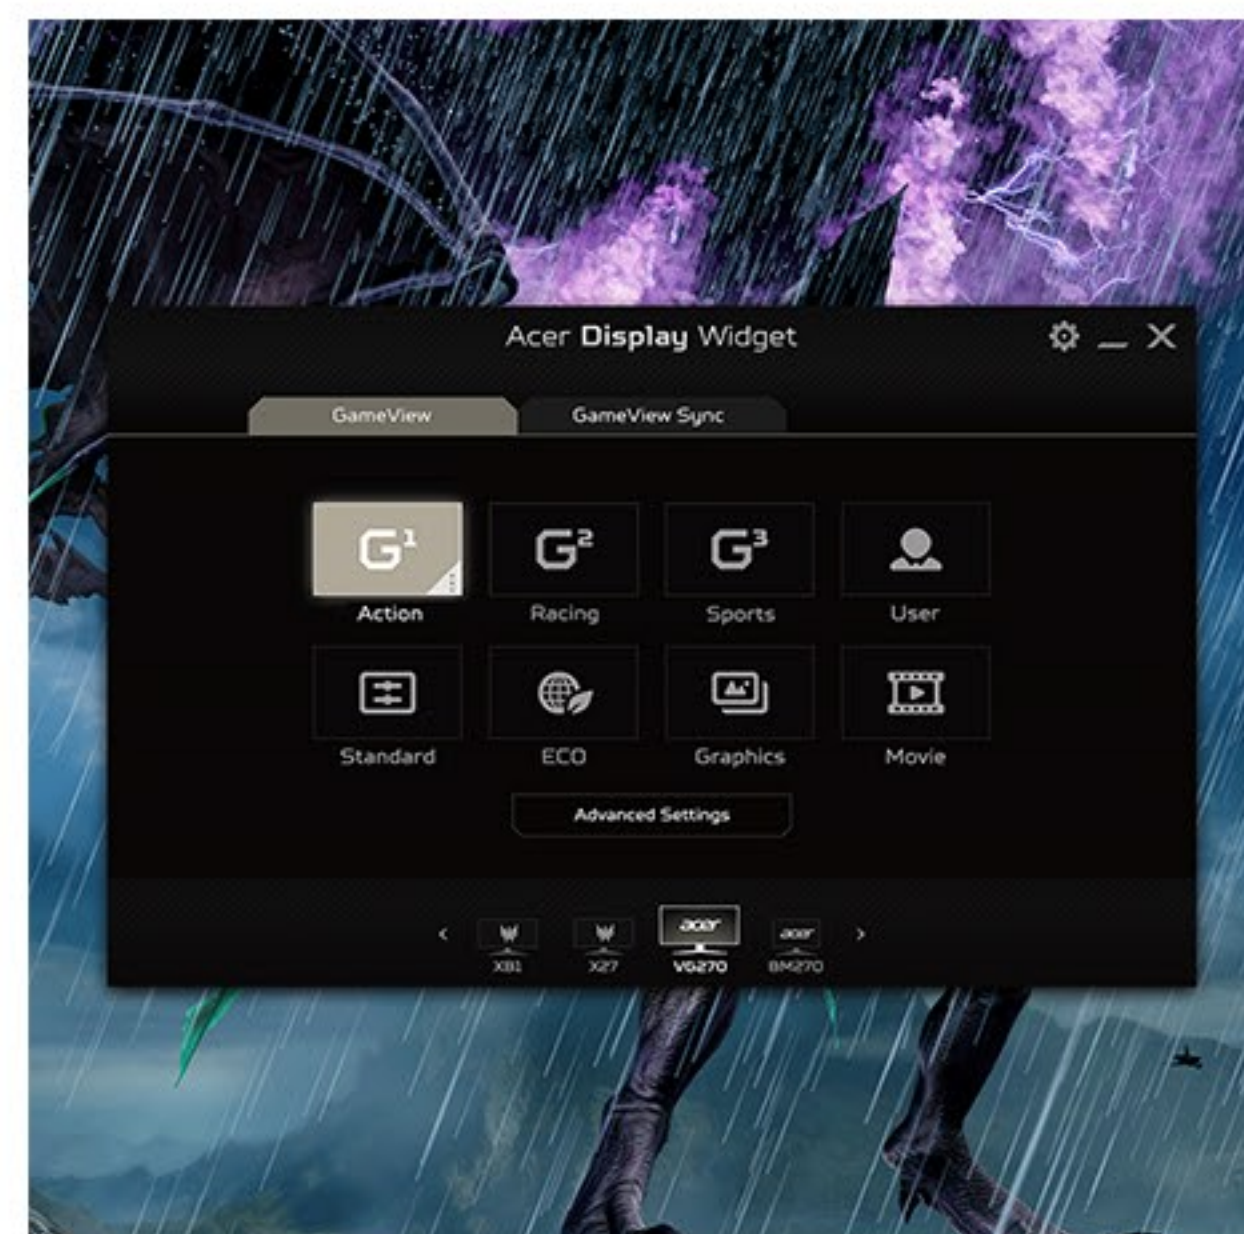 Acer Display Widget
GameView GameView Sync
G¹ G² G³
Action Racing Sports User
Standard ECO Graphics Movie
Advanced Settings
acer acer
XB1 X27 VG270 BM270